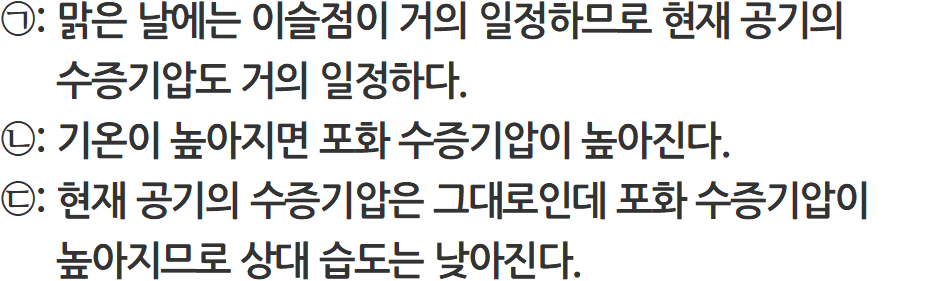 ㉠: 맑은 날에는 이슬점이 거의 일정하므로 현재 공기의
수증기압도 거의 일정하다.
㉡: 기온이 높아지면 포화 수증기압이 높아진다.
㉢: 현재 공기의 수증기압은 그대로인데 포화 수증기압이
높아지므로 상대 습도는 낮아진다.